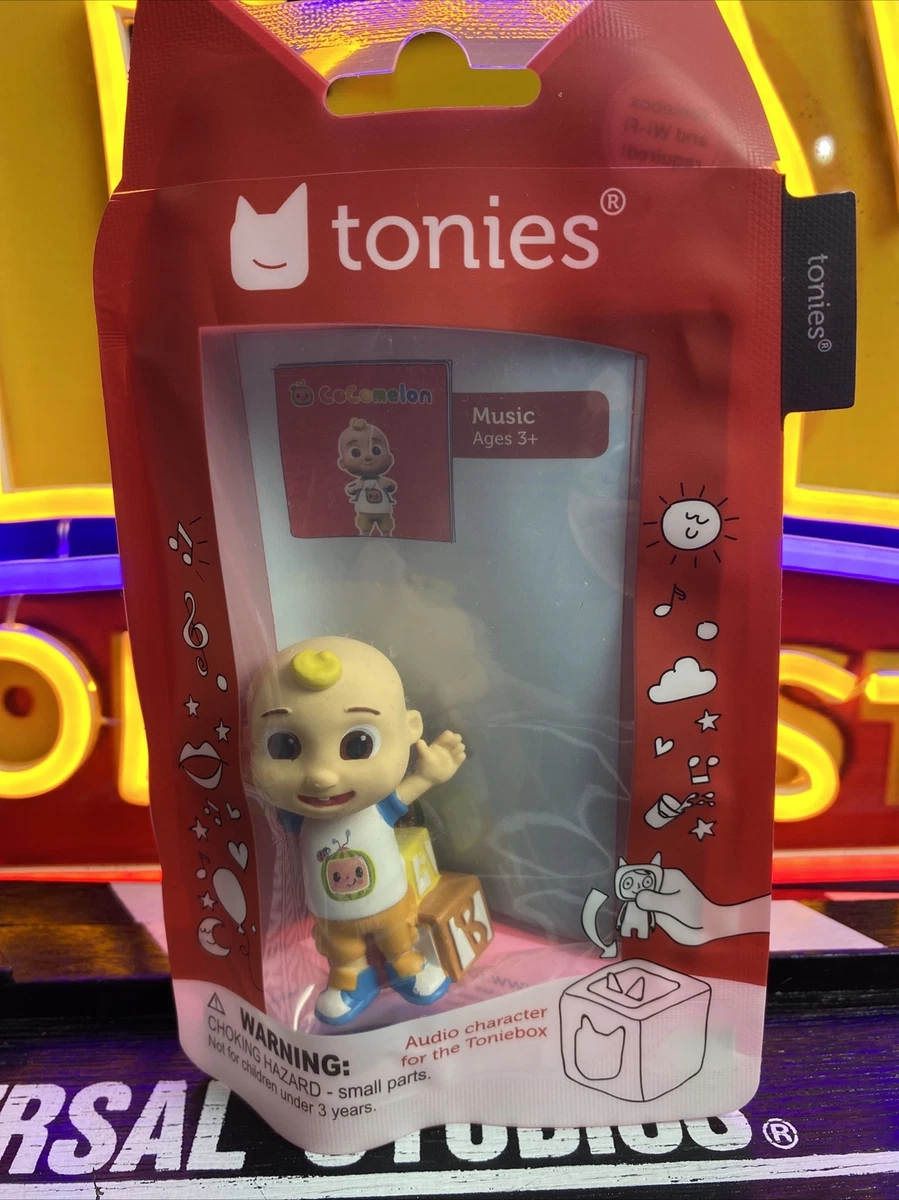 tonies®
tonies®
CoComelon
Music
Ages 3+
B
WARNING:
CHOKING HAZARD - small parts.
Not for children under 3 years.
Audio character
for the Toniebox
RSAL STUDIOS®